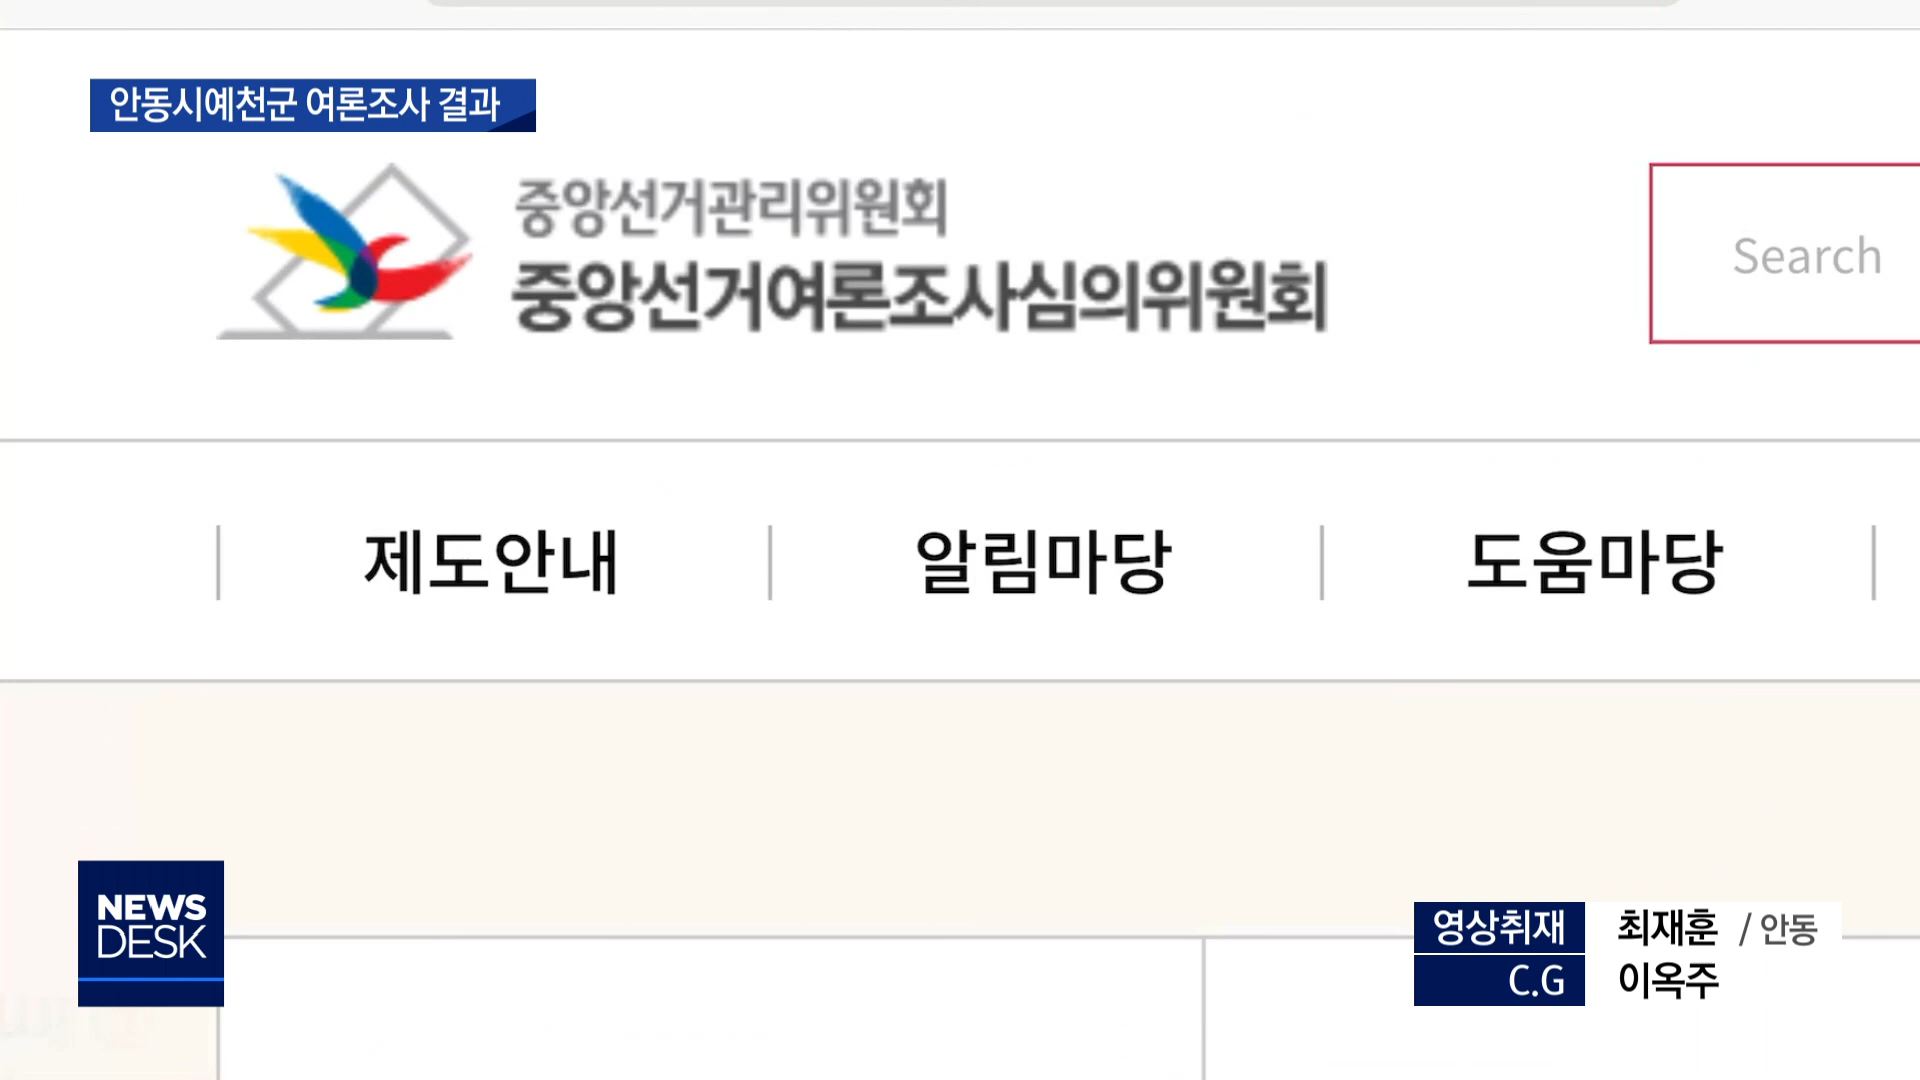 안동시예천군 여론조사 결과
중앙선거관리위원회
중앙선거여론조사심의위원회
Search
제도안내
알림마당
도움마당
NEWS
DESK
영상취재 최재훈 / 안동
C.G 이옥주